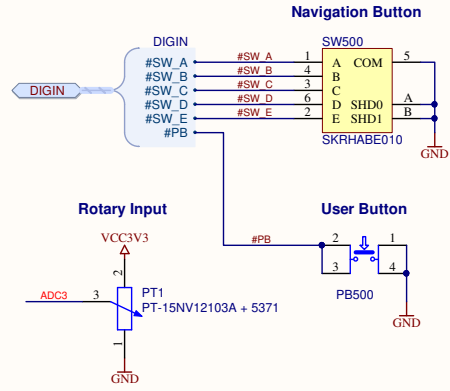 Navigation Button
DIGIN
SW500
#SW_A
#SW_A
1
A
COM
5
#SW_B
#SW_B
4
B
#SW_C
#SW_C
3
C
DIGIN
#SW_D
#SW_D
6
D
SHD0
A
#SW_E
#SW_E
2
E
SHD1
B
#PB
SKRHABE010
GND
Rotary Input
User Button
VCC3V3
#PB
2
1
3
4
2
PT1
ADC3
3
PT-15NV12103A + 5371
PB500
1
GND
GND